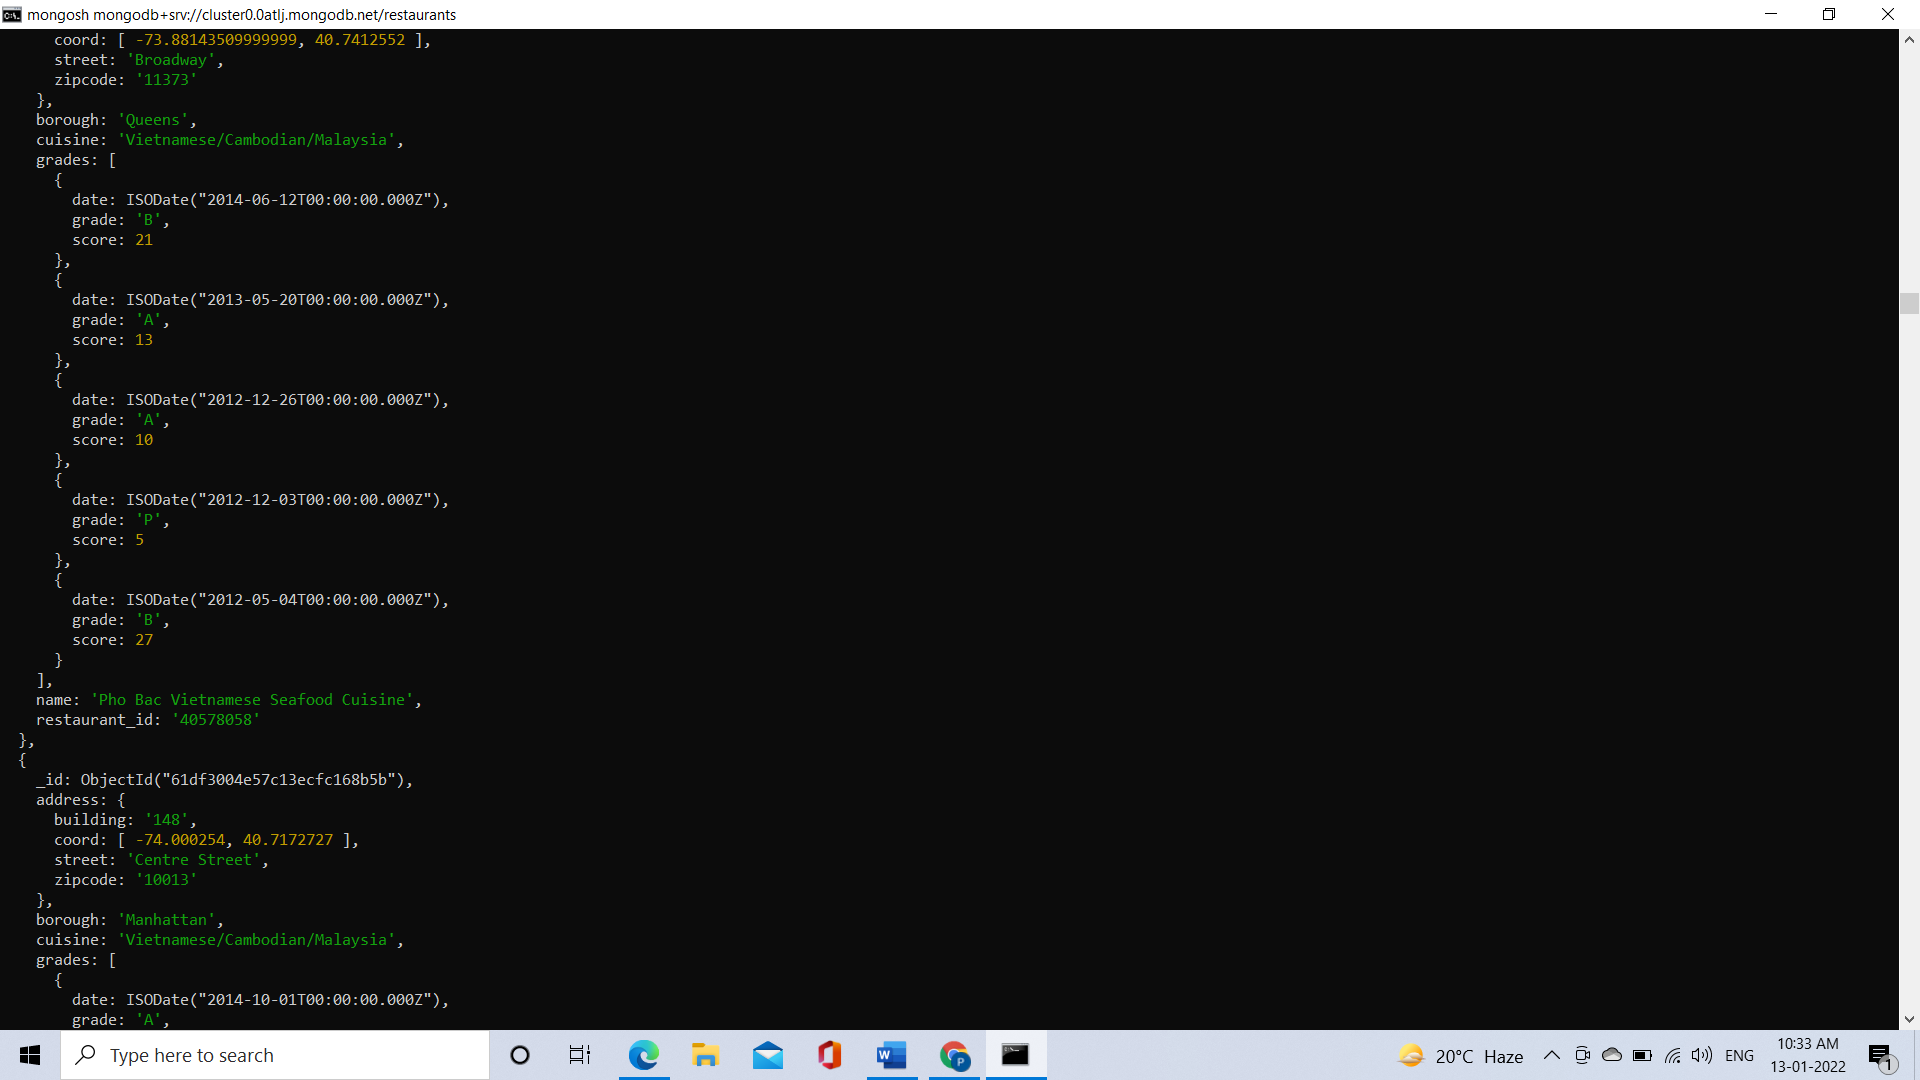 mongosh mongodb+srv://cluster0.0atlj.mongodb.net/restaurants
coord: [ -73.88143509999999, 40.7412552 ],
street: 'Broadway',
zipcode: '11373'
},
borough: 'Queens',
cuisine: 'Vietnamese/Cambodian/Malaysia',
grades: [
{
date: ISODate("2014-06-12T00:00:00.000Z"),
grade: 'B',
score: 21
},
{
date: ISODate("2013-05-20T00:00:00.000Z"),
grade: 'A',
score: 13
},
{
date: ISODate("2012-12-26T00:00:00.000Z"),
grade: 'A',
score: 10
},
{
date: ISODate("2012-12-03T00:00:00.000Z"),
grade: 'P',
score: 5
},
{
date: ISODate("2012-05-04T00:00:00.000Z"),
grade: 'B',
score: 27
}
],
name: 'Pho Bac Vietnamese Seafood Cuisine',
restaurant_id: '40578058'
},
{
_id: ObjectId("61df3004e57c13ecfc168b5b"),
address: {
building: '148',
coord: [ -74.000254, 40.7172727 ],
street: 'Centre Street',
zipcode: '10013'
},
borough: 'Manhattan',
cuisine: 'Vietnamese/Cambodian/Malaysia',
grades: [
{
date: ISODate("2014-10-01T00:00:00.000Z"),
grade: 'A',
Type here to search
20°C Haze
ENG
10:33 AM
13-01-2022
1